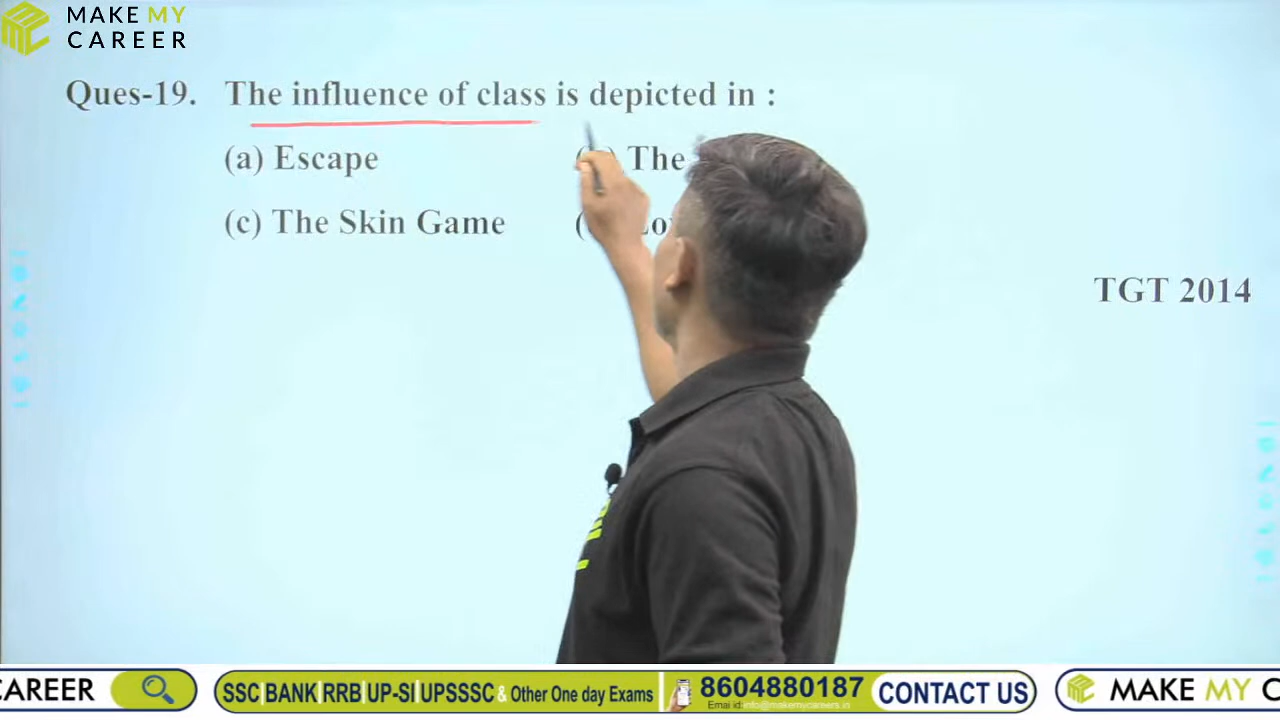 MAKE MY
CAREER
Ques-19. The influence of class is depicted in :
(a) Escape The
(c) The Skin Game
TGT 2014
CAREER SSC BANK RRB UP-SI UPSSSC & Other One day Exams 8604880187 CONTACT US MAKE MY C
Emai id:info@makemycareers.in